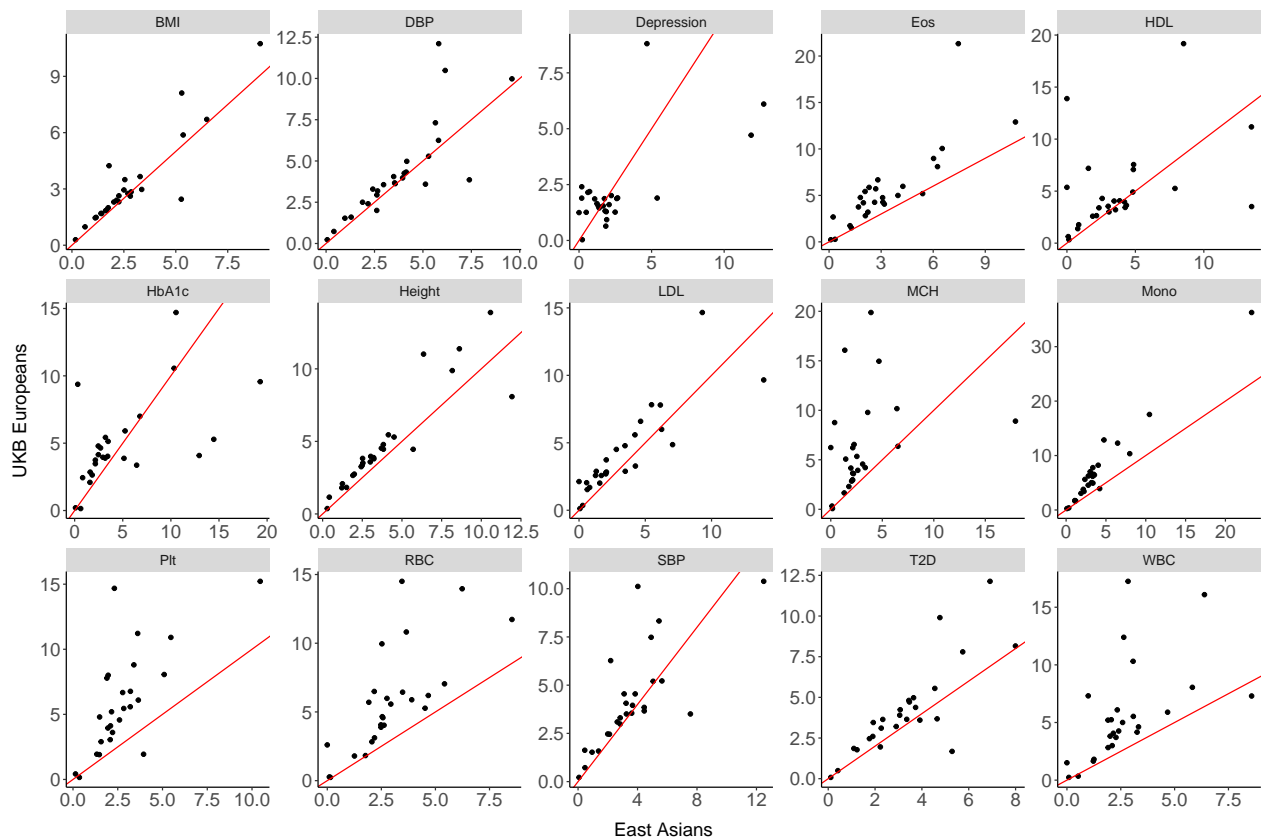 BMI DBP Depression Eos HDL
9 6 3 0
12.5 10.0 7.5 5.0 2.5 0.0
7.5 5.0 2.5 0.0
20 15 10 5 0
20 15 10 5 0
0.0 2.5 5.0 7.5
0.0 2.5 5.0 7.5 10.0
0 5 10
0 3 6 9
0 5 10
HbA1c Height LDL MCH Mono
15 10 5 0
10 5 0
15 10 5 0
20 15 10 5 0
30 20 10 0
0 5 10 15 20
0.0 2.5 5.0 7.5 10.0 12.5
0 5 10
0 5 10 15
0 5 10 15 20
Plt RBC SBP T2D WBC
15 10 5 0
15 10 5 0
10.0 7.5 5.0 2.5 0.0
12.5 10.0 7.5 5.0 2.5 0.0
15 10 5 0
0.0 2.5 5.0 7.5 10.0
0.0 2.5 5.0 7.5
0 4 8 12
0 2 4 6 8
0.0 2.5 5.0 7.5
UKB Europeans
East Asians